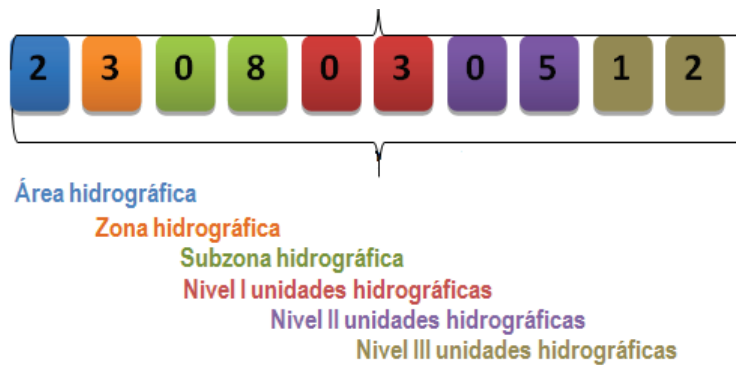 2 3 0 8 0 3 0 5 1 2
Área hidrográfica
Zona hidrográfica
Subzona hidrográfica
Nivel I unidades hidrográficas
Nivel II unidades hidrográficas
Nivel III unidades hidrográficas